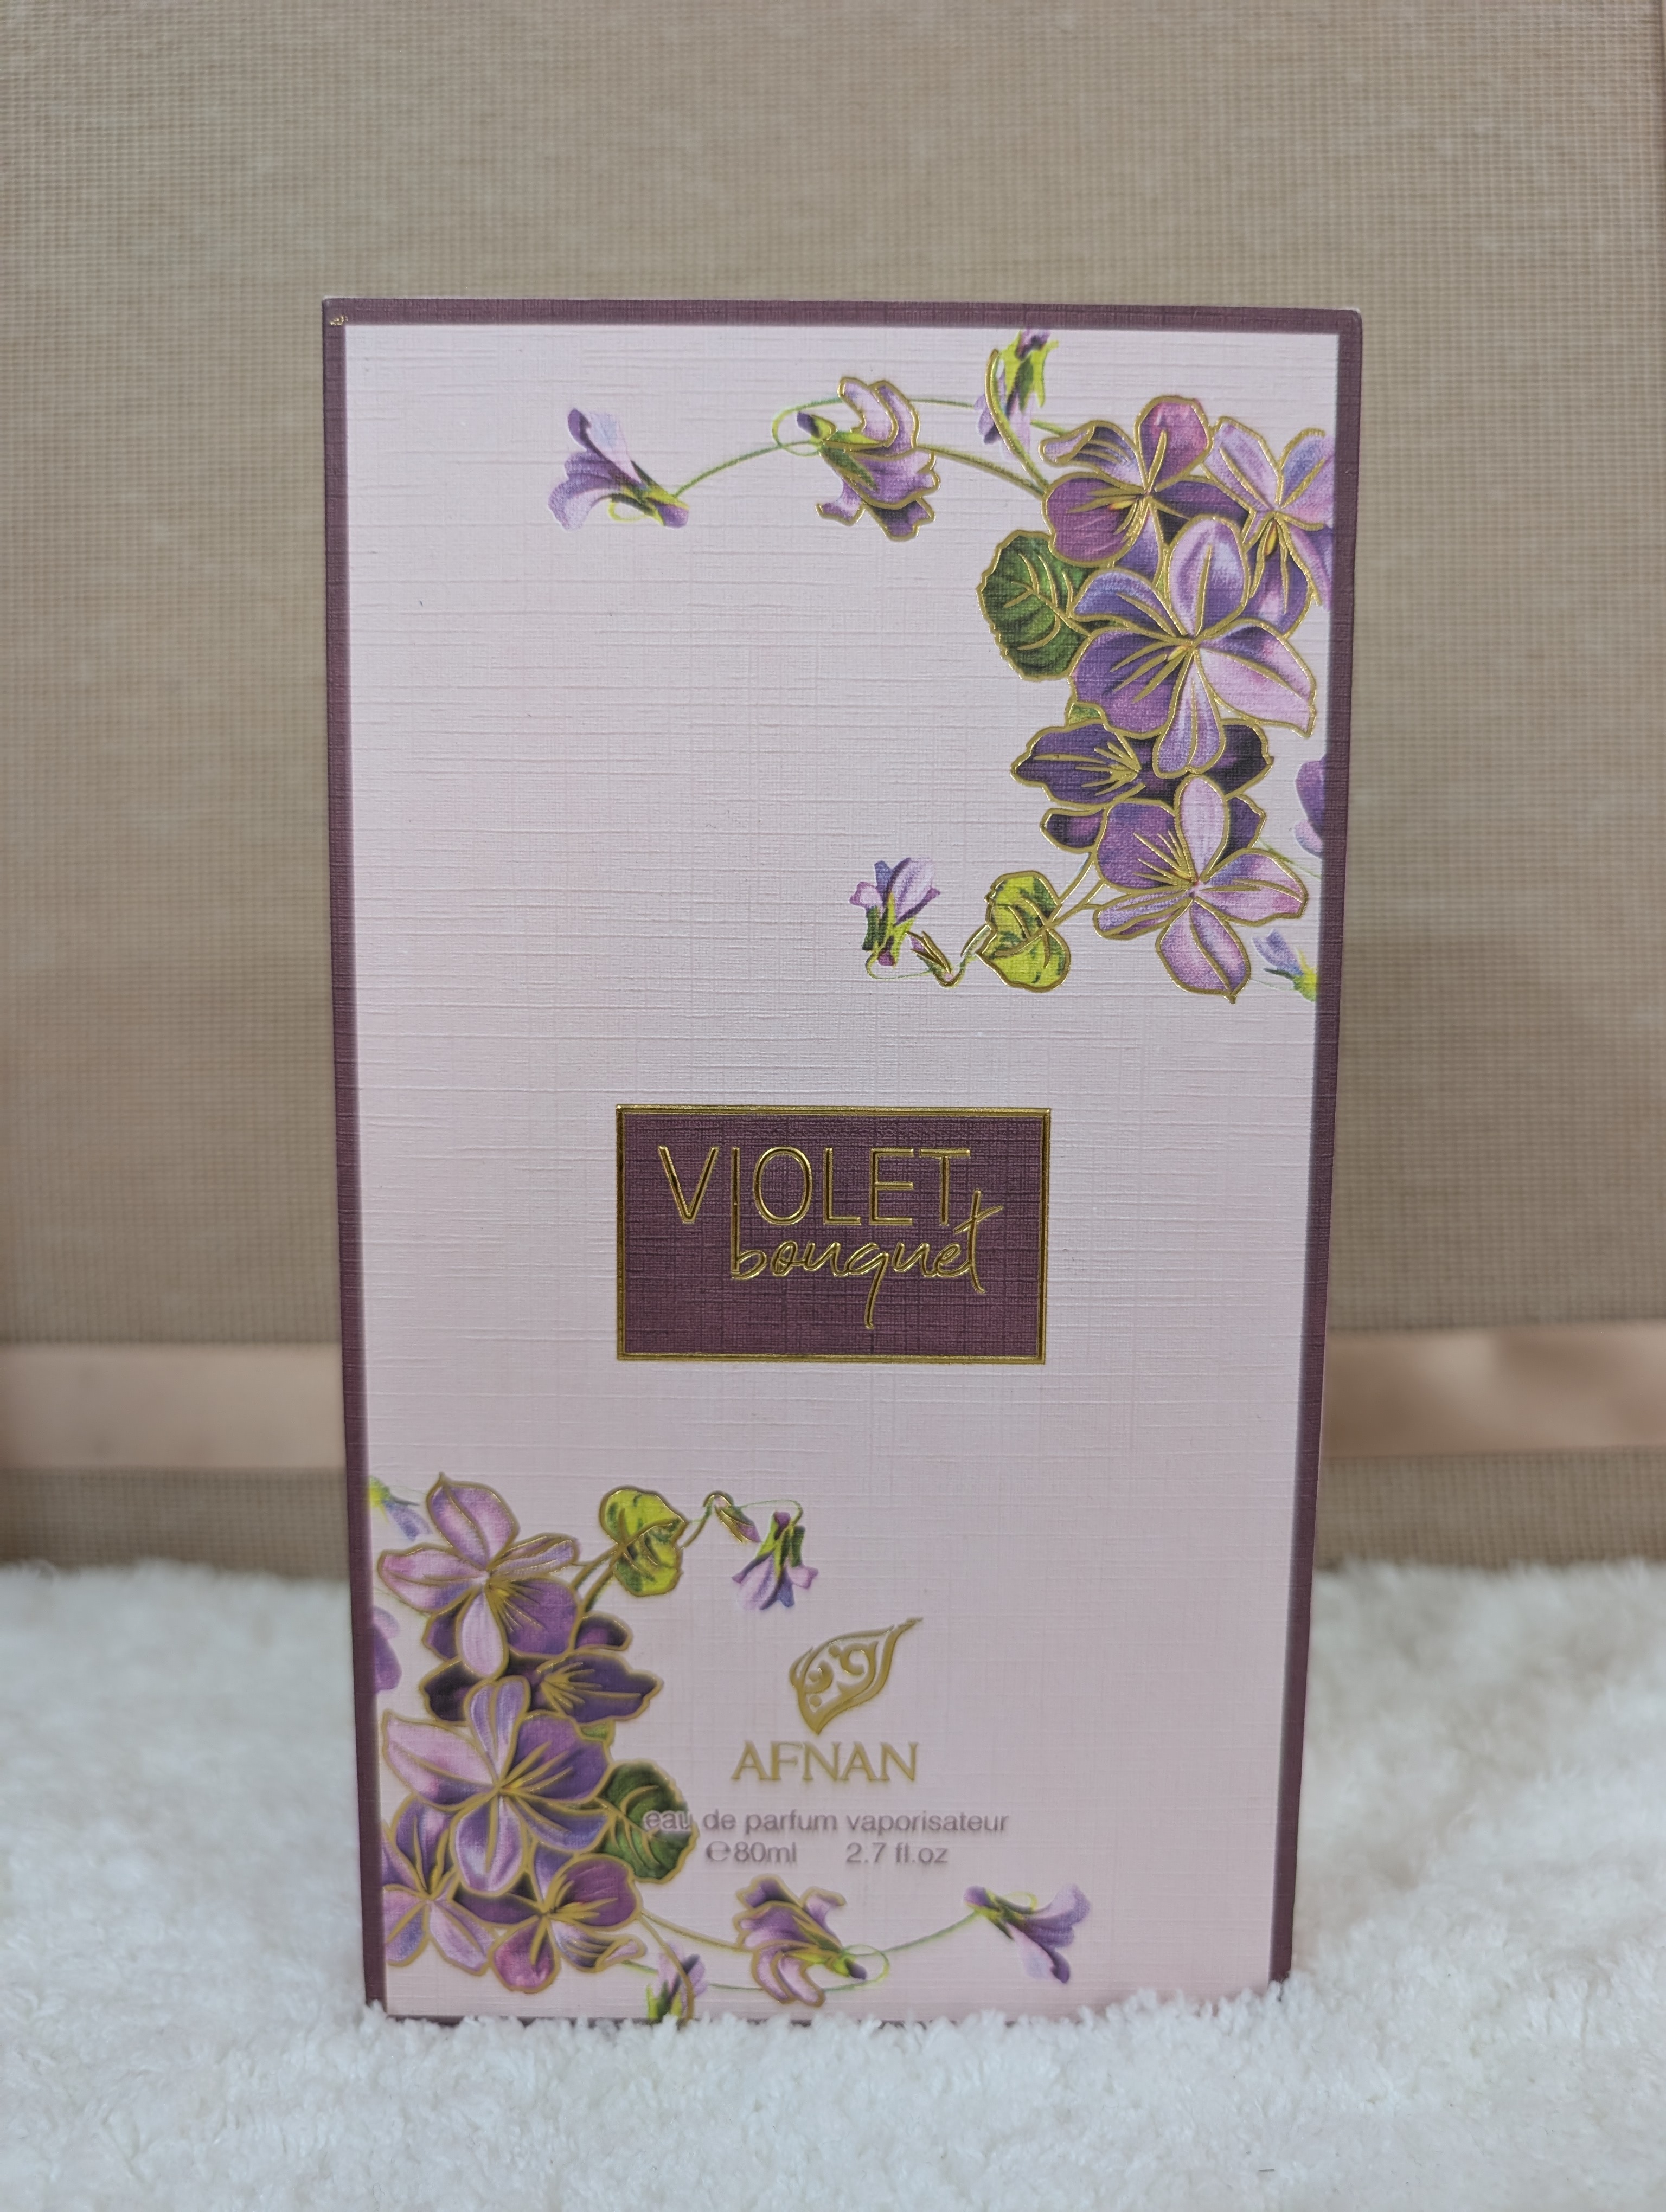 VIOLET
bouquet
AFNAN
eau de parfum vaporisateur
℮80ml 2.7 fl.oz